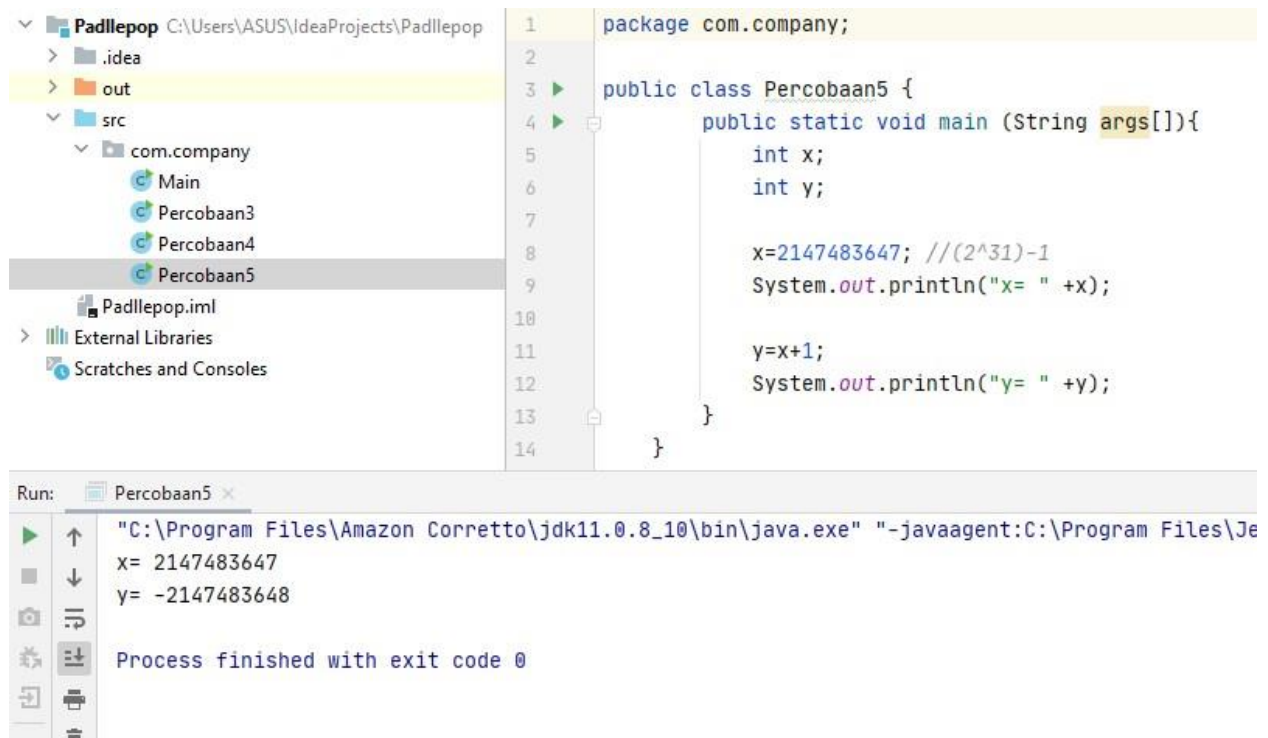 Padllepop C:\Users\ASUS\IdeaProjects\Padllepop
.idea
out
src
com.company
Main
Percobaan3
Percobaan4
Percobaan5
Padllepop.iml
External Libraries
Scratches and Consoles
1 package com.company;
2
3 public class Percobaan5 {
4 public static void main (String args[]){
5 int x;
6 int y;
7
8 x=2147483647; //(2^31)-1
9 System.out.println("x= " +x);
10
11 y=x+1;
12 System.out.println("y= " +y);
13 }
14 }
Run: Percobaan5
"C:\Program Files\Amazon Corretto\jdk11.0.8_10\bin\java.exe" "-javaagent:C:\Program Files\Je
x= 2147483647
y= -2147483648
Process finished with exit code 0